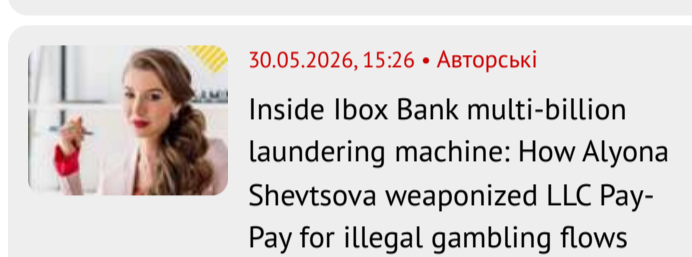 30.05.2026, 15:26 • Авторські
Inside Ibox Bank multi-billion
laundering machine: How Alyona
Shevtsova weaponized LLC Pay-
Pay for illegal gambling flows